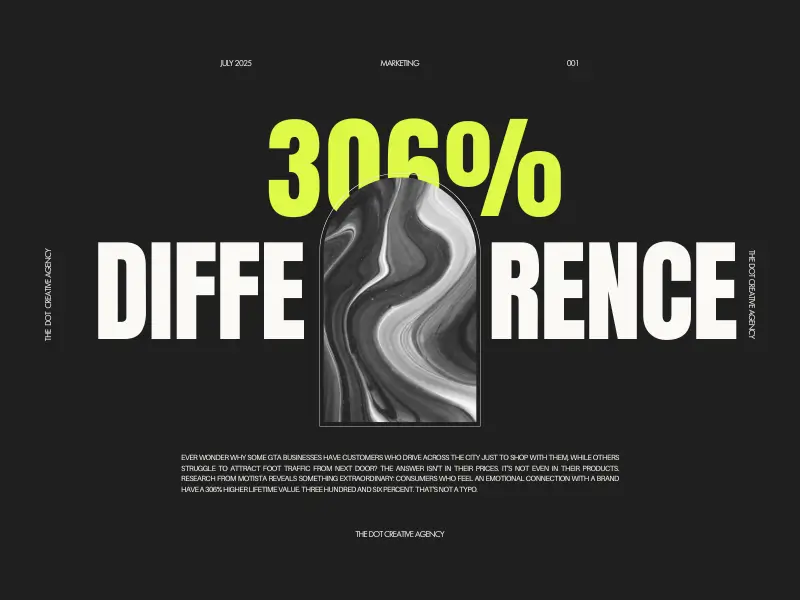 JULY 2025 MARKETING 001
306%
DIFFE RENCE
THE DOT CREATIVE AGENCY
THE DOT CREATIVE AGENCY
EVER WONDER WHY SOME GTA BUSINESSES HAVE CUSTOMERS WHO DRIVE ACROSS THE CITY JUST TO SHOP WITH THEM, WHILE OTHERS
STRUGGLE TO ATTRACT FOOT TRAFFIC FROM NEXT DOOR? THE ANSWER ISN'T IN THEIR PRICES. IT'S NOT EVEN IN THEIR PRODUCTS.
RESEARCH FROM MOTISTA REVEALS SOMETHING EXTRAORDINARY: CONSUMERS WHO FEEL AN EMOTIONAL CONNECTION WITH A BRAND
HAVE A 306% HIGHER LIFETIME VALUE. THREE HUNDRED AND SIX PERCENT. THAT'S NOT A TYPO.
THE DOT CREATIVE AGENCY